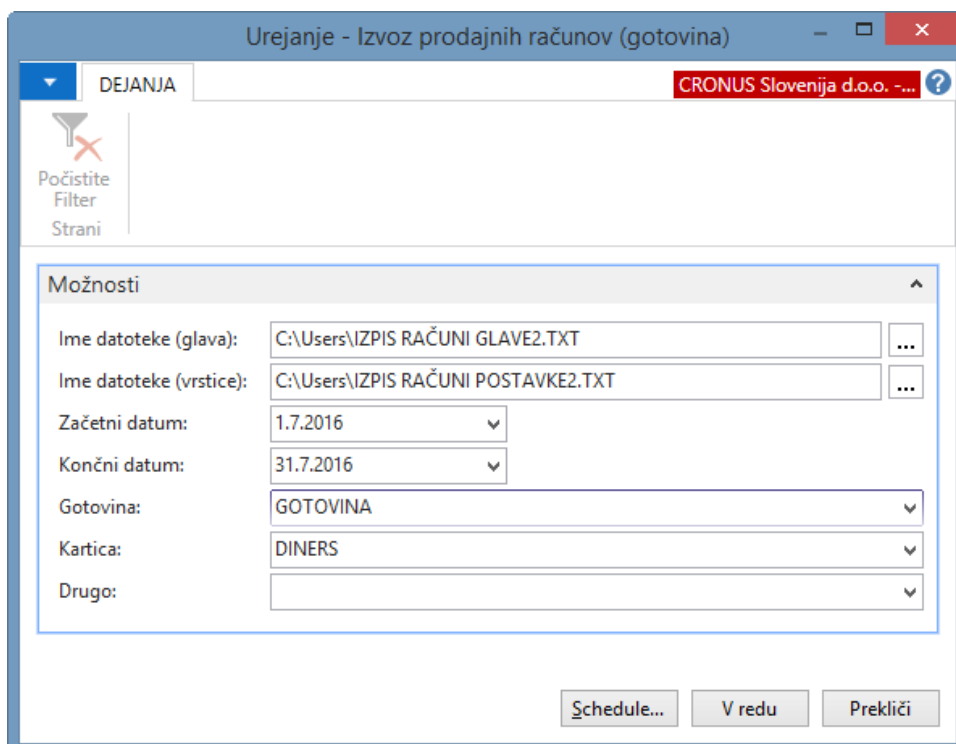 Urejanje - Izvoz prodajnih računov (gotovina)
DEJANJA
CRONUS Slovenija d.o.o. -...
Počistite
Filter
Strani
Možnosti
Ime datoteke (glava): C:\Users\IZPIS RAČUNI GLAVE2.TXT ...
Ime datoteke (vrstice): C:\Users\IZPIS RAČUNI POSTAVKE2.TXT ...
Začetni datum: 1.7.2016
Končni datum: 31.7.2016
Gotovina: GOTOVINA
Kartica: DINERS
Drugo:
Schedule... V redu Prekliči